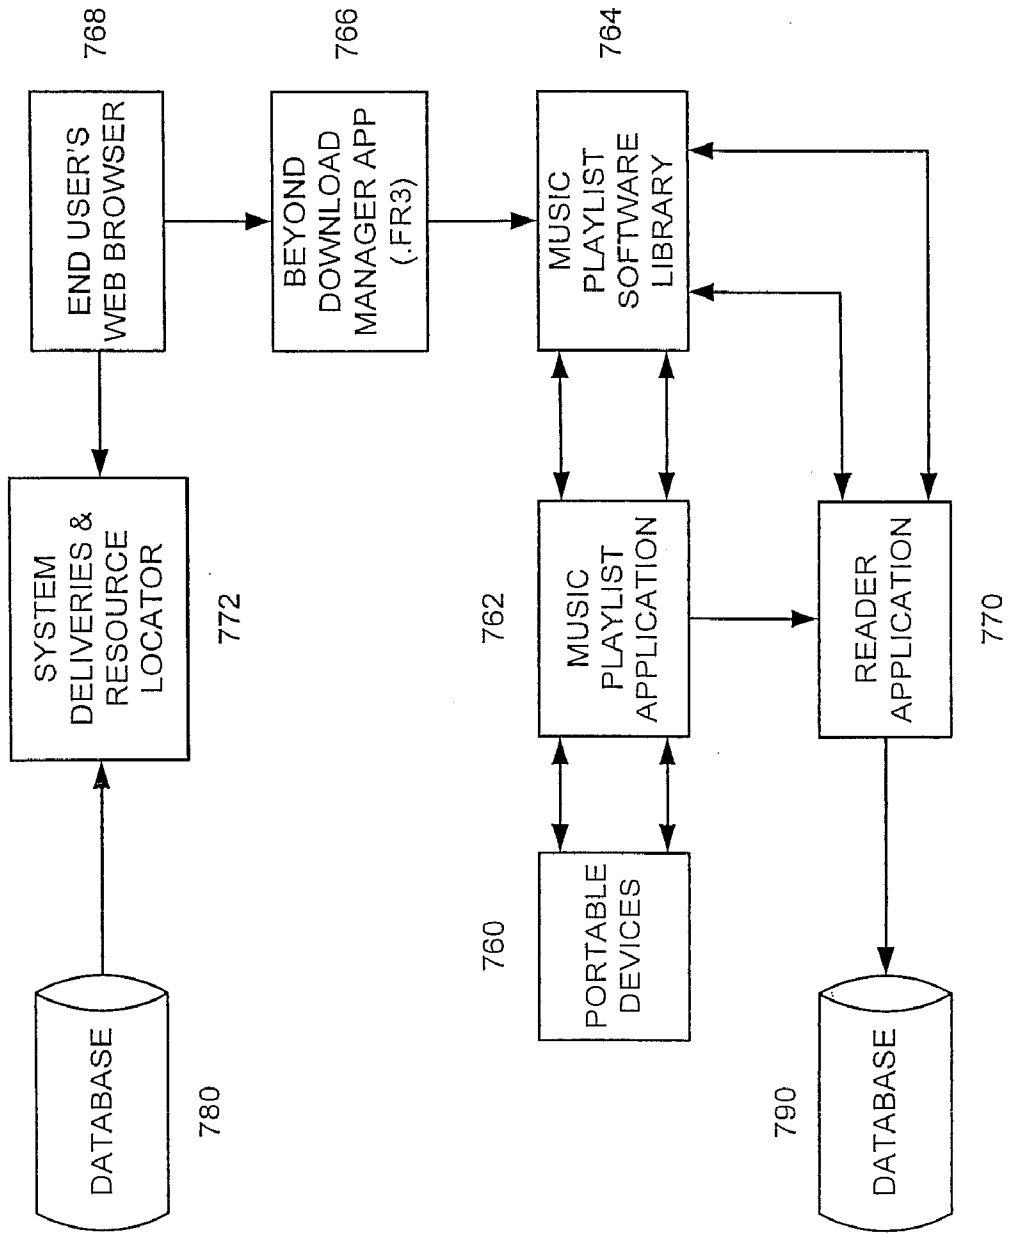 DATABASE
780
SYSTEM
DELIVERIES &
RESOURCE
LOCATOR
772
END USER'S
WEB BROWSER
768
BEYOND
DOWNLOAD
MANAGER APP
(.FR3)
766
760
PORTABLE
DEVICES
762
MUSIC
PLAYLIST
APPLICATION
MUSIC
PLAYLIST
SOFTWARE
LIBRARY
764
790
DATABASE
READER
APPLICATION
770